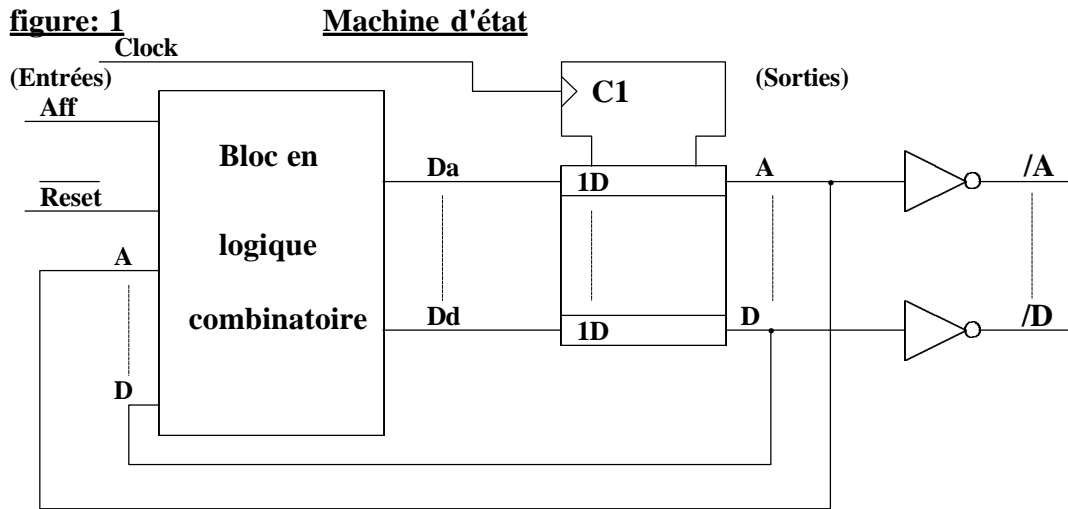 figure: 1 Machine d'état
Clock
(Entrées)
C1
(Sorties)
Aff
Bloc en
logique
combinatoire
Reset
A
D
Da
Dd
1D
1D
A
D
/A
/D